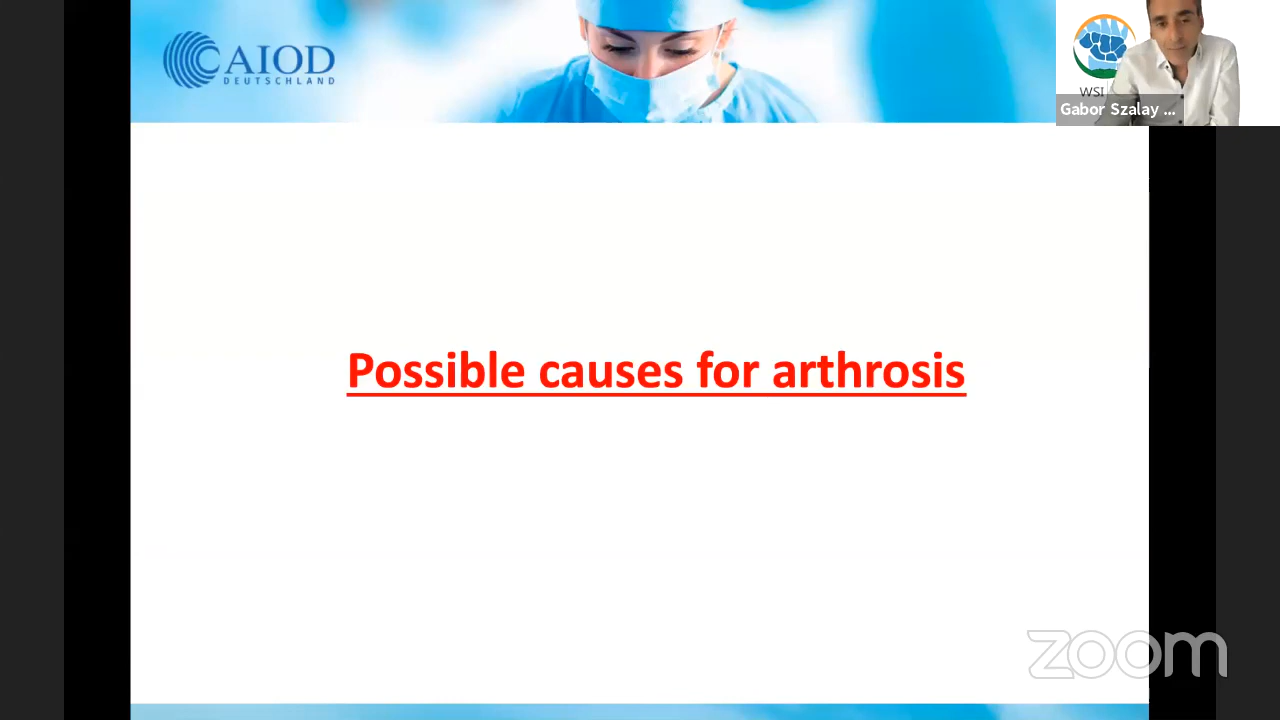 CAIOD
DEUTSCHLAND
WSI
Gabor Szalay ...
Possible causes for arthrosis
zoom